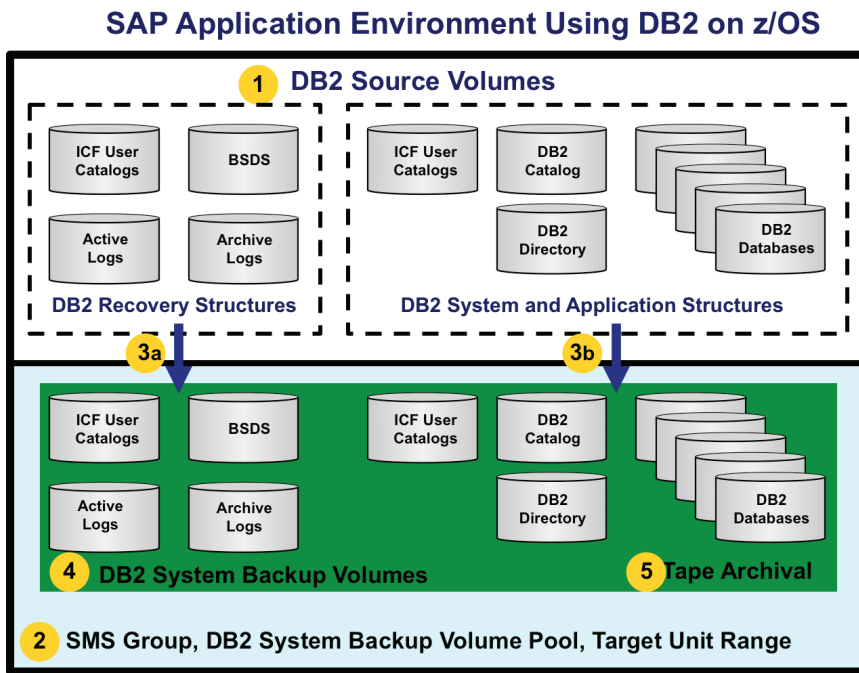 SAP Application Environment Using DB2 on z/OS
1 DB2 Source Volumes
ICF User
Catalogs
BSDS
Active
Logs
Archive
Logs
DB2 Recovery Structures
ICF User
Catalogs
DB2
Catalog
DB2
Directory
DB2
Databases
DB2 System and Application Structures
3a
3b
ICF User
Catalogs
BSDS
Active
Logs
Archive
Logs
ICF User
Catalogs
DB2
Catalog
DB2
Directory
DB2
Databases
4 DB2 System Backup Volumes
5 Tape Archival
2 SMS Group, DB2 System Backup Volume Pool, Target Unit Range